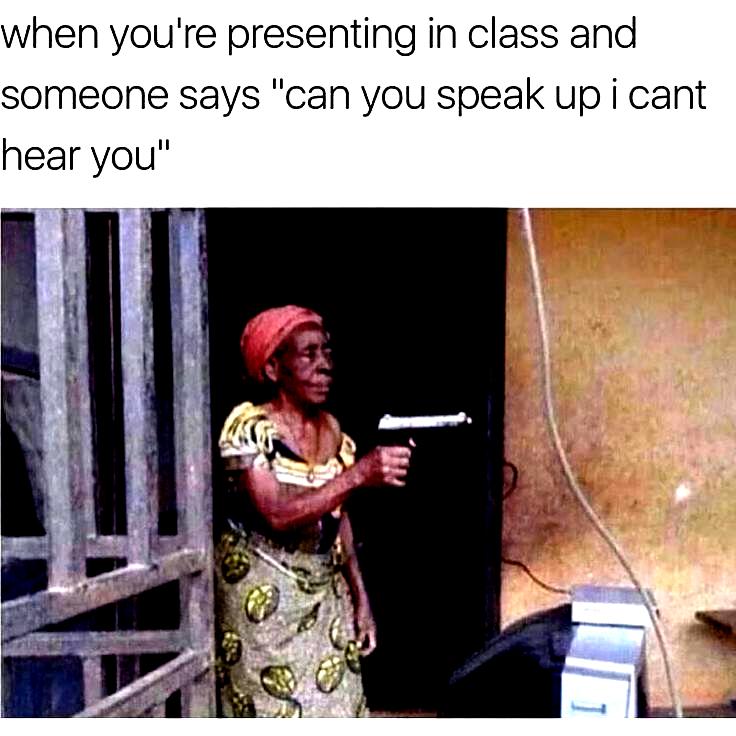 when you're presenting in class and
someone says "can you speak up i cant
hear you"